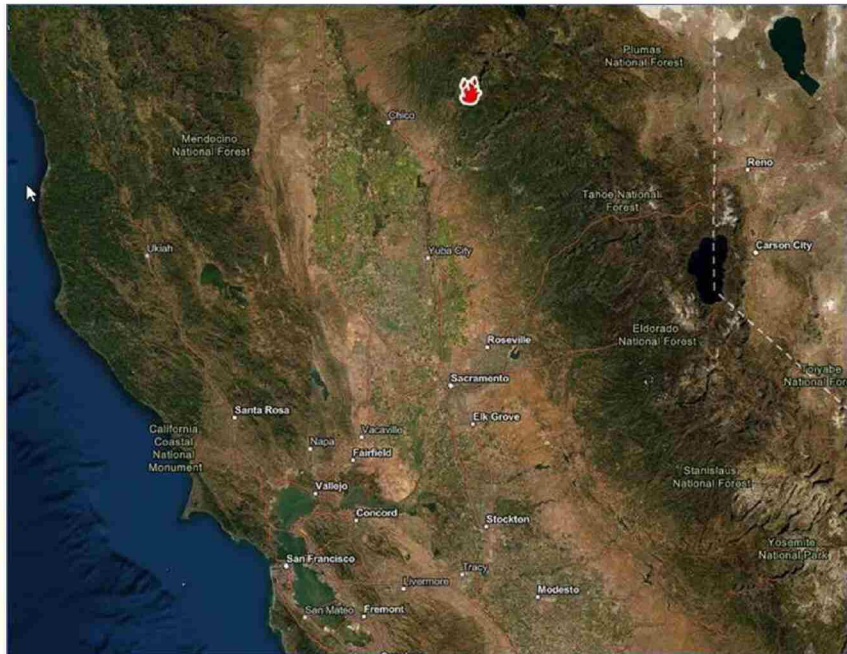 Plumas
National Forest
Chico
Mendocino
National Forest
Reno
Tahoe National
Forest
Ukiah
Yuba City
Carson City
Eldorado
National Forest
Roseville
Toiyabe
National Fore
Sacramento
Santa Rosa
Elk Grove
California
Coastal
National
Monument
Napa
Vacaville
Fairfield
Stanislaus
National Forest
Vallejo
Concord
Stockton
Yosemite
National Park
San Francisco
Tracy
Livermore
Modesto
San Mateo
Fremont